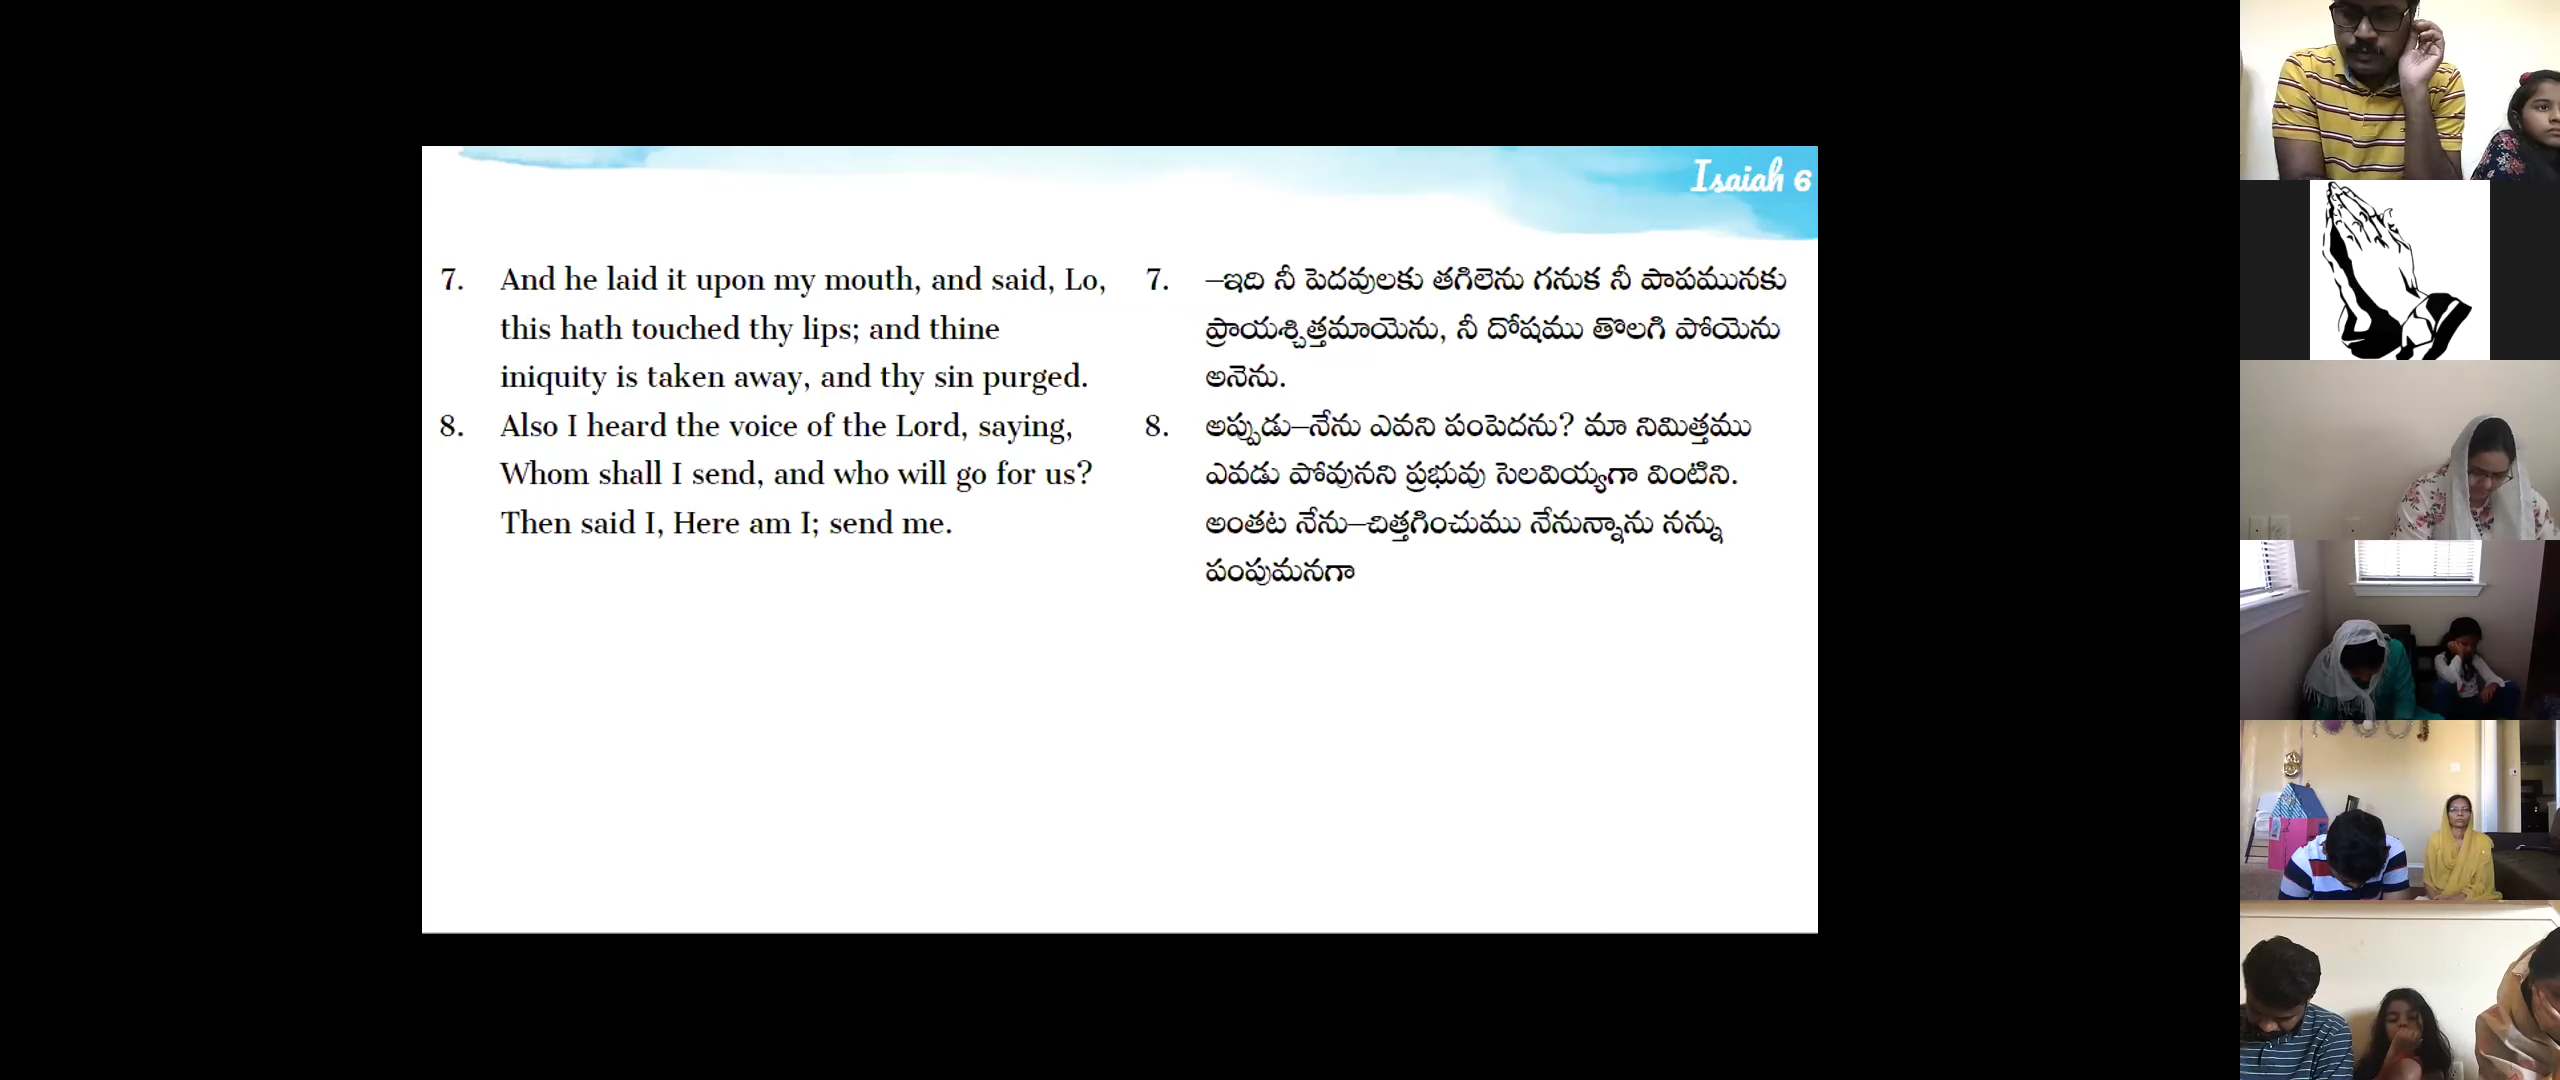 Isaiah 6
7. And he laid it upon my mouth, and said, Lo,
this hath touched thy lips; and thine
iniquity is taken away, and thy sin purged.
8. Also I heard the voice of the Lord, saying,
Whom shall I send, and who will go for us?
Then said I, Here am I; send me.
7. –ఇది నీ పెదవులకు తగిలెను గనుక నీ పాపమునకు
ప్రాయశ్చిత్తమాయెను, నీ దోషము తొలగి పోయెను
అనెను.
8. అప్పుడు–నేను ఎవని పంపెదను? మా నిమిత్తము
ఎవడు పోవునని ప్రభువు సెలవియ్యగా వింటిని.
అంతట నేను–చిత్తగించుము నేనున్నాను నన్ను
పంపుమనగా